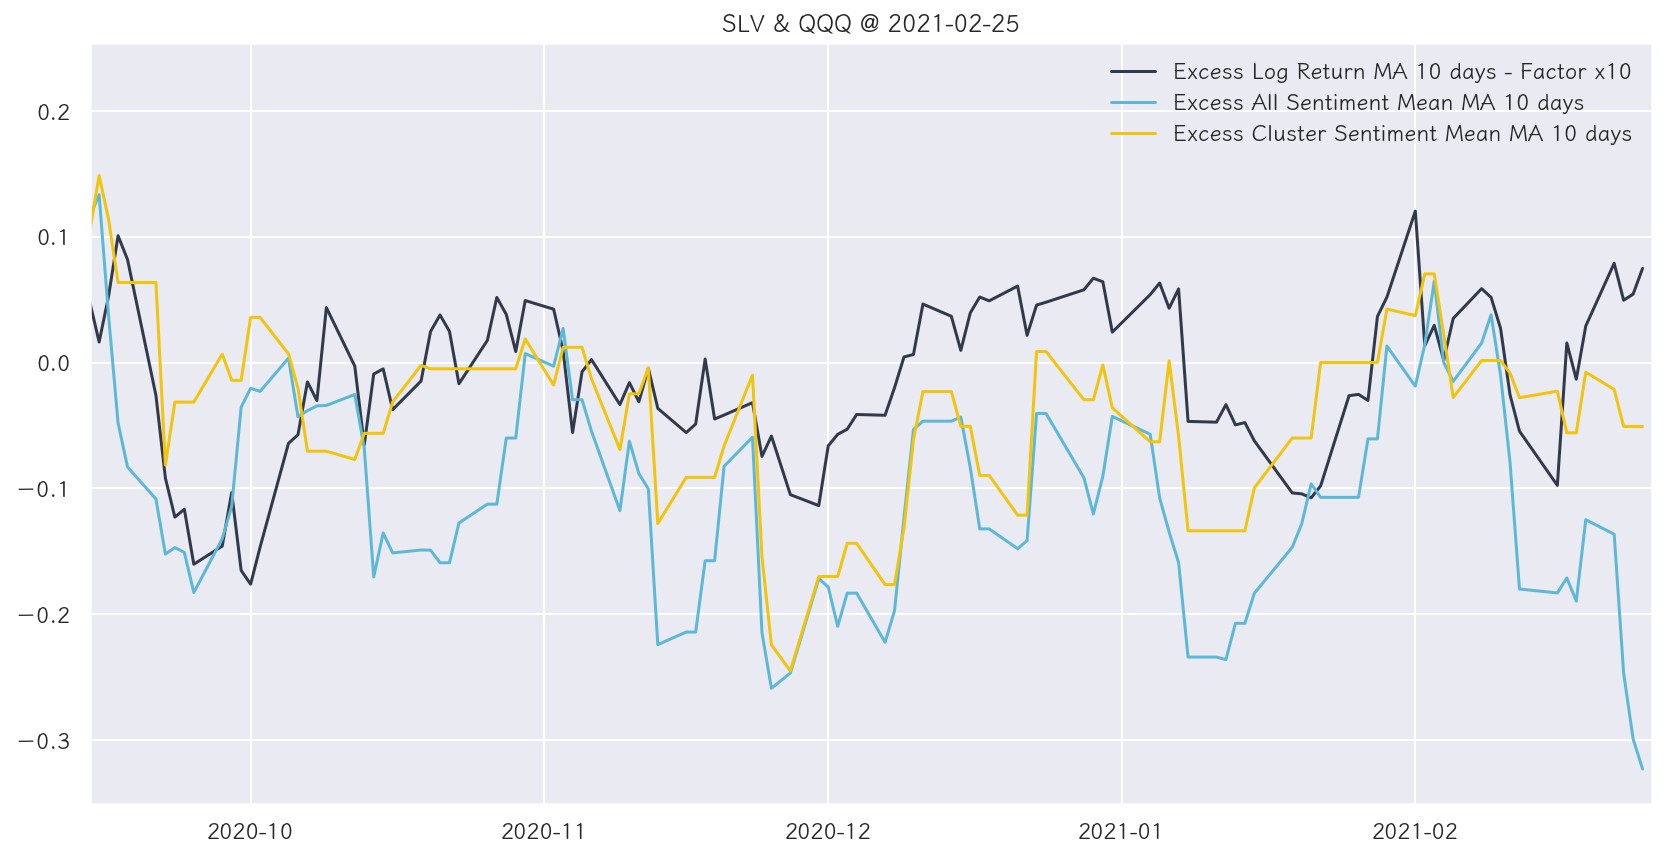 SLV & QQQ @ 2021-02-25
Excess Log Return MA 10 days - Factor x10
Excess All Sentiment Mean MA 10 days
Excess Cluster Sentiment Mean MA 10 days
0.2
0.1
0.0
−0.1
−0.2
−0.3
2020-10 2020-11 2020-12 2021-01 2021-02